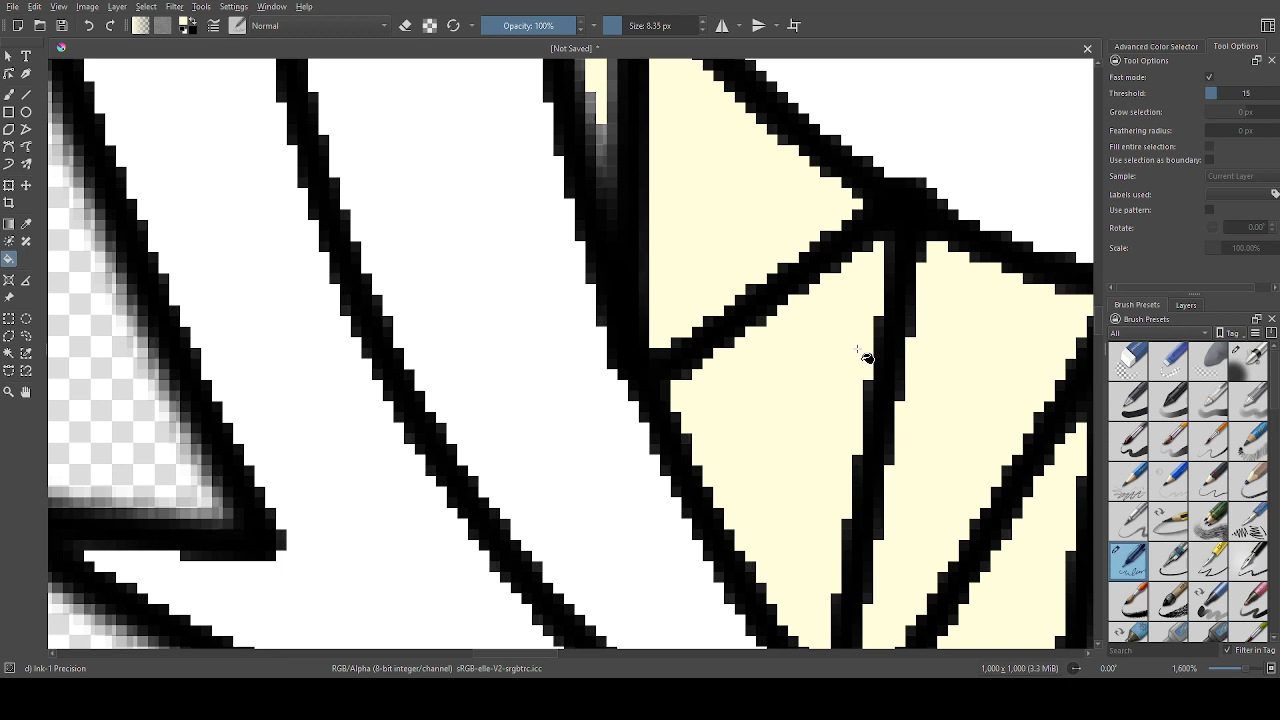 File Edit View Image Layer Select Filter Tools Settings Window Help
Normal Opacity: 100% Size: 8.35 px
[Not Saved] *
Advanced Color Selector Tool Options
Tool Options
Fast mode:
Threshold: 15
Grow selection: 0 px
Feathering radius: 0 px
Fill entire selection:
Use selection as boundary:
Sample: Current Layer
Labels used:
Use pattern:
Rotate: 0.00°
Scale: 100.00%
Brush Presets Layers
Brush Presets
All Tag
Search Filter in Tag
d) Ink-1 Precision RGB/Alpha (8-bit integer/channel) sRGB-elle-V2-srgbtrc.icc 1,000 x 1,000 (3.3 MiB) 0.00° 1,600%